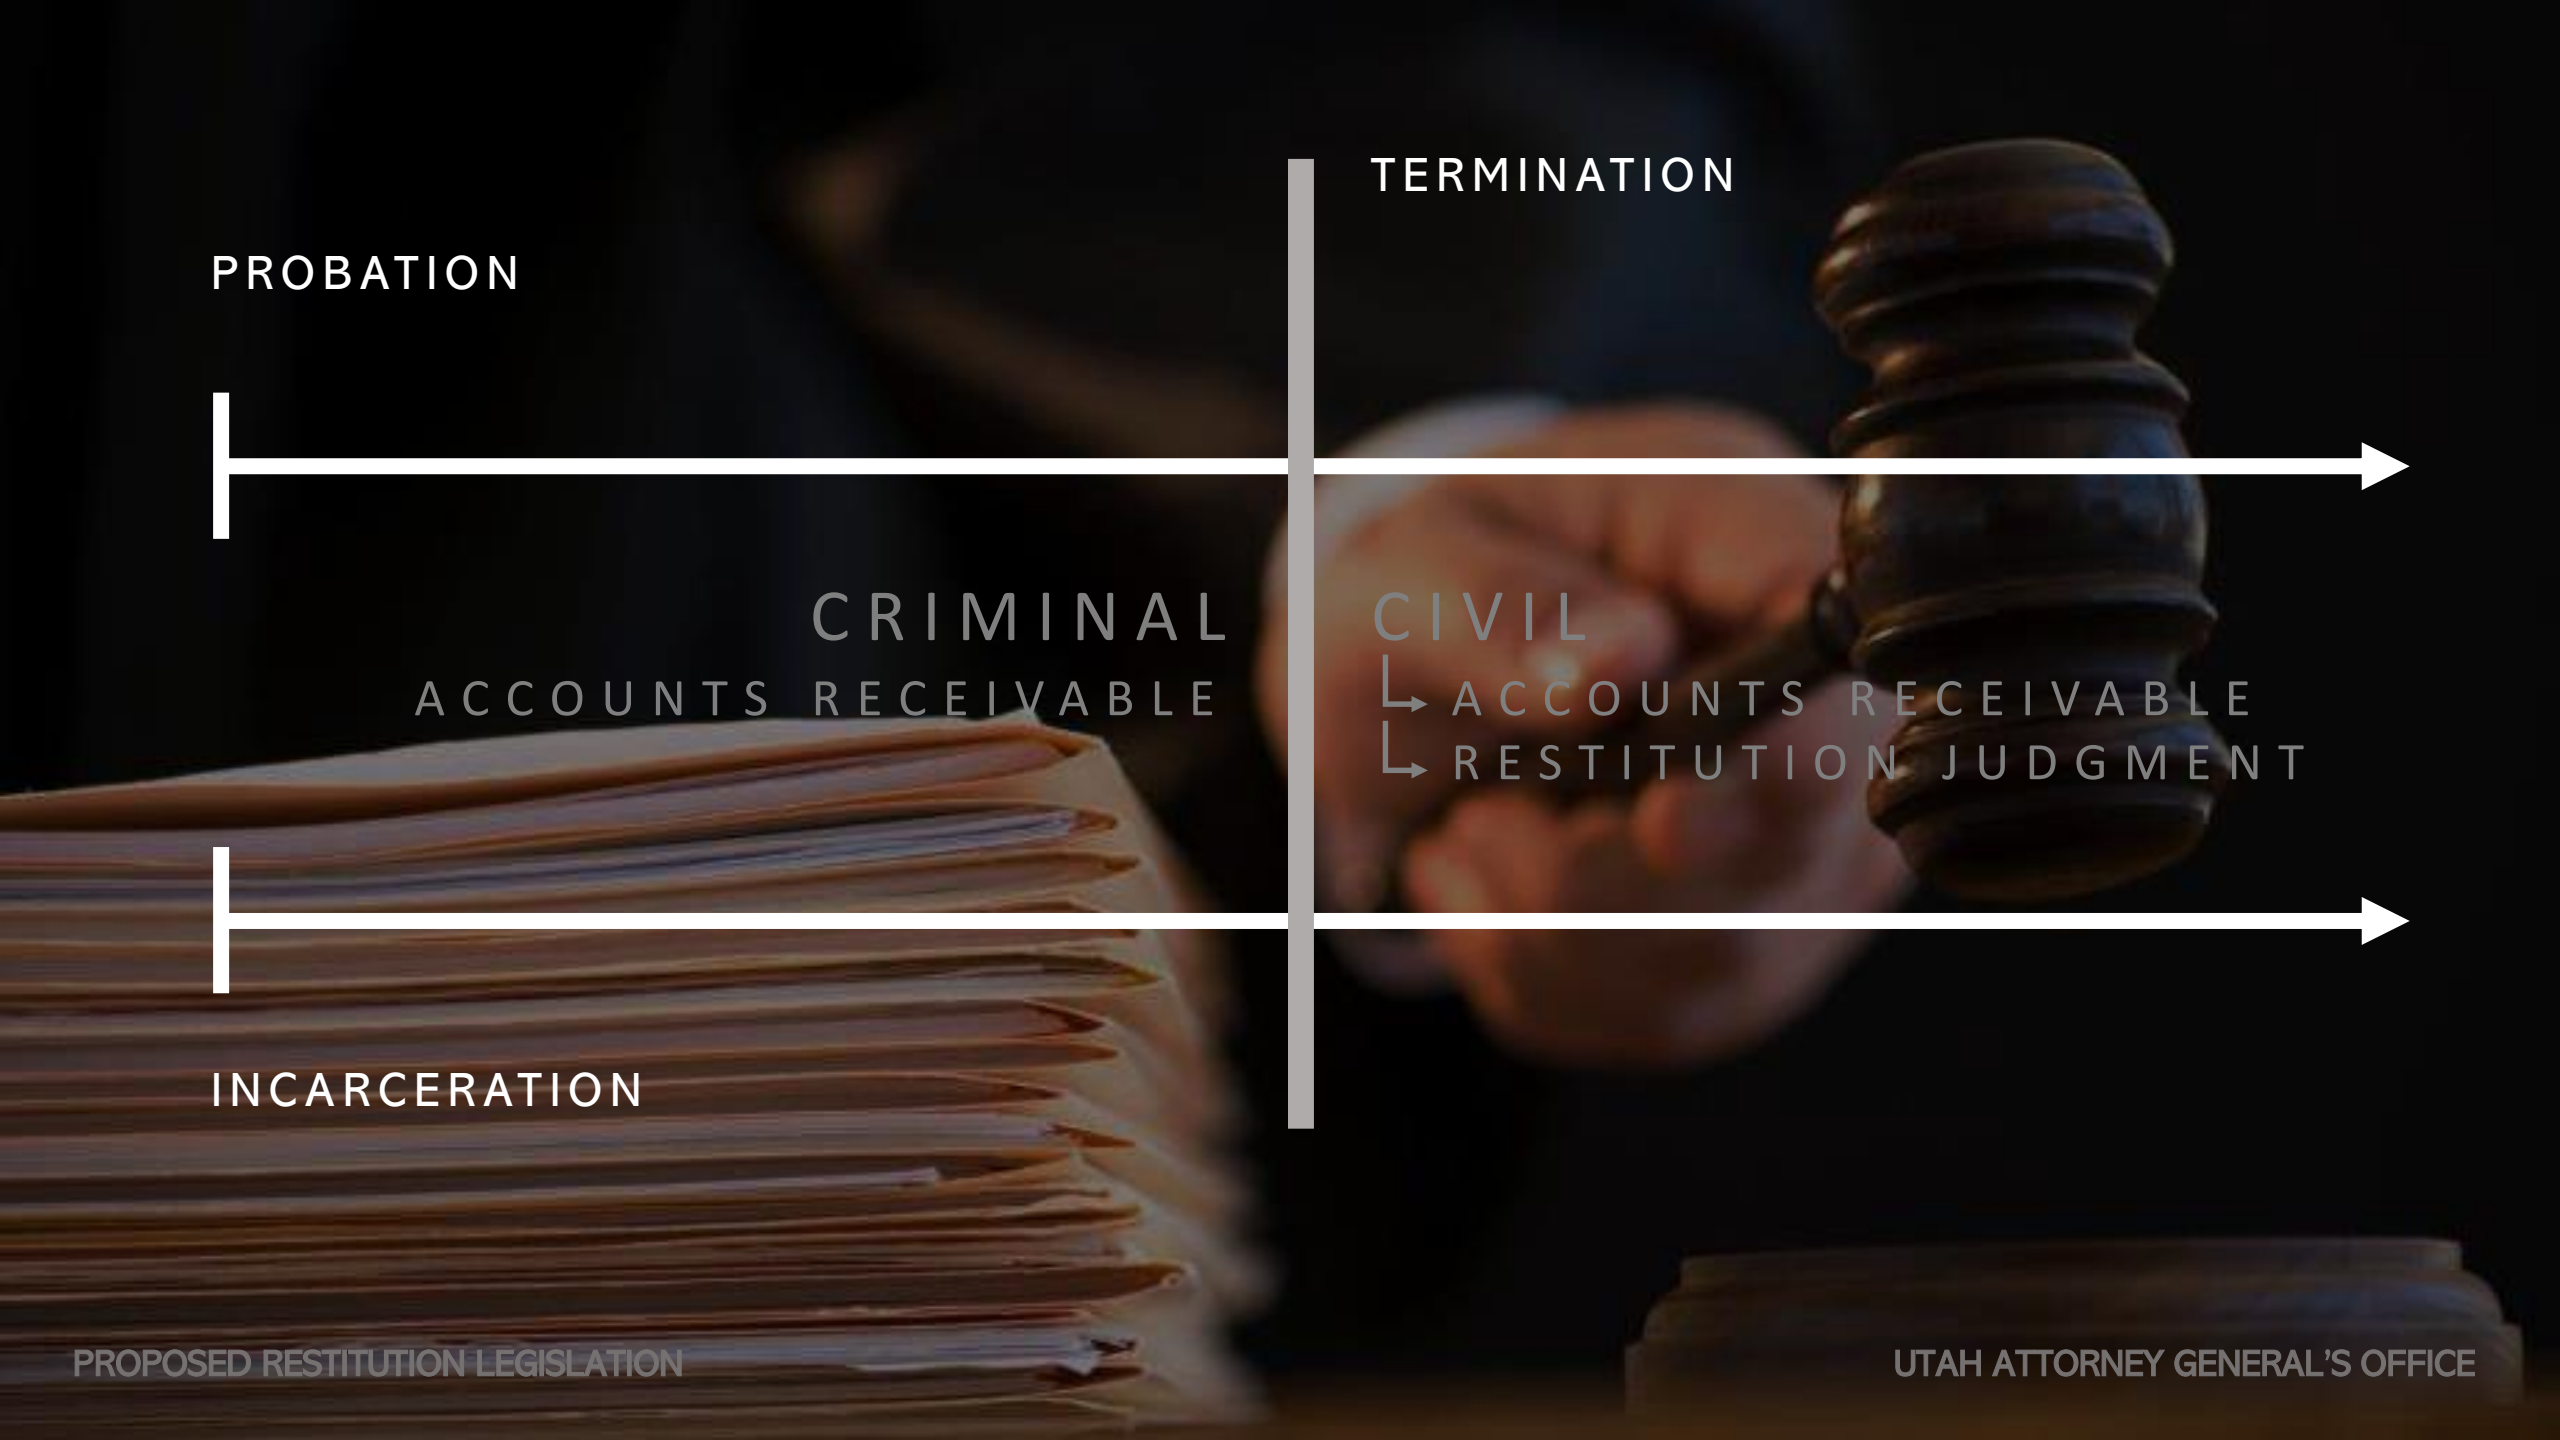 TERMINATION
PROBATION
CRIMINAL
ACCOUNTS RECEIVABLE
CIVIL
ACCOUNTS RECEIVABLE
RESTITUTION JUDGMENT
INCARCERATION
PROPOSED RESTITUTION LEGISLATION
UTAH ATTORNEY GENERAL’S OFFICE